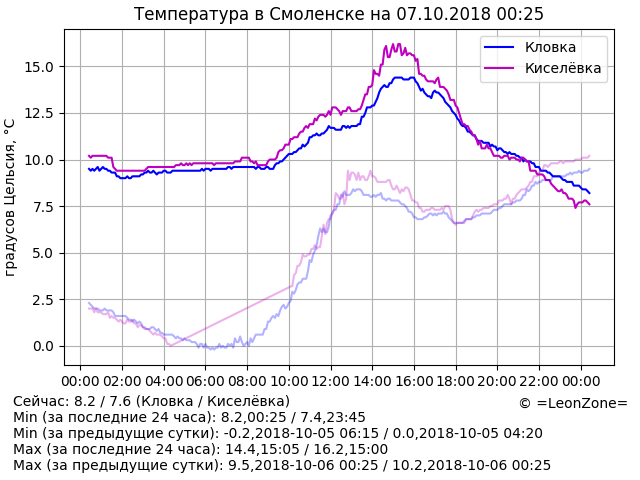 Температура в Смоленске на 07.10.2018 00:25
Кловка
Киселёвка
градусов Цельсия, °C
15.0
12.5
10.0
7.5
5.0
2.5
0.0
00:00 02:00 04:00 06:00 08:00 10:00 12:00 14:00 16:00 18:00 20:00 22:00 00:00
Сейчас: 8.2 / 7.6 (Кловка / Киселёвка)
© =LeonZone=
Min (за последние 24 часа): 8.2,00:25 / 7.4,23:45
Min (за предыдущие сутки): -0.2,2018-10-05 06:15 / 0.0,2018-10-05 04:20
Max (за последние 24 часа): 14.4,15:05 / 16.2,15:00
Max (за предыдущие сутки): 9.5,2018-10-06 00:25 / 10.2,2018-10-06 00:25